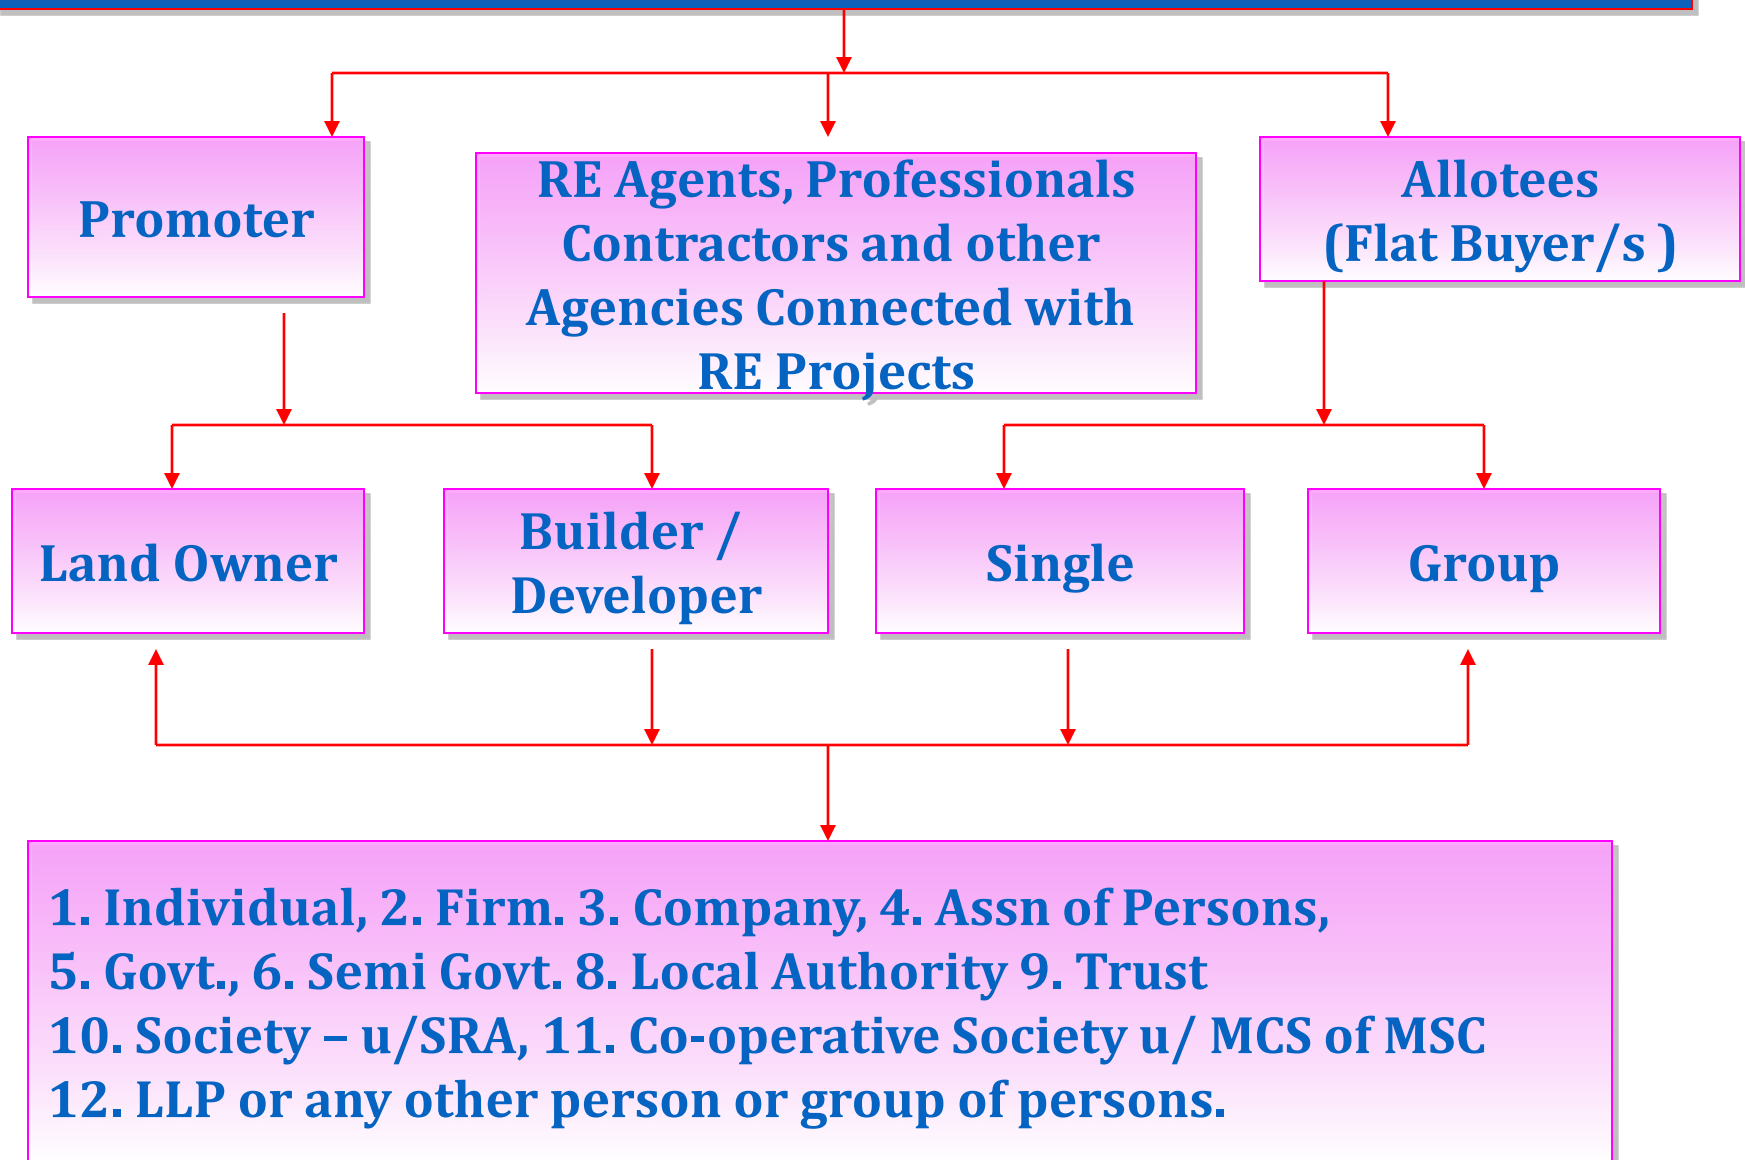 Promoter
RE Agents, Professionals
Contractors and other
Agencies Connected with
RE Projects
Allotees
(Flat Buyer/s )
Land Owner
Builder /
Developer
Single
Group
1. Individual, 2. Firm. 3. Company, 4. Assn of Persons,
5. Govt., 6. Semi Govt. 8. Local Authority 9. Trust
10. Society – u/SRA, 11. Co-operative Society u/ MCS of MSC
12. LLP or any other person or group of persons.